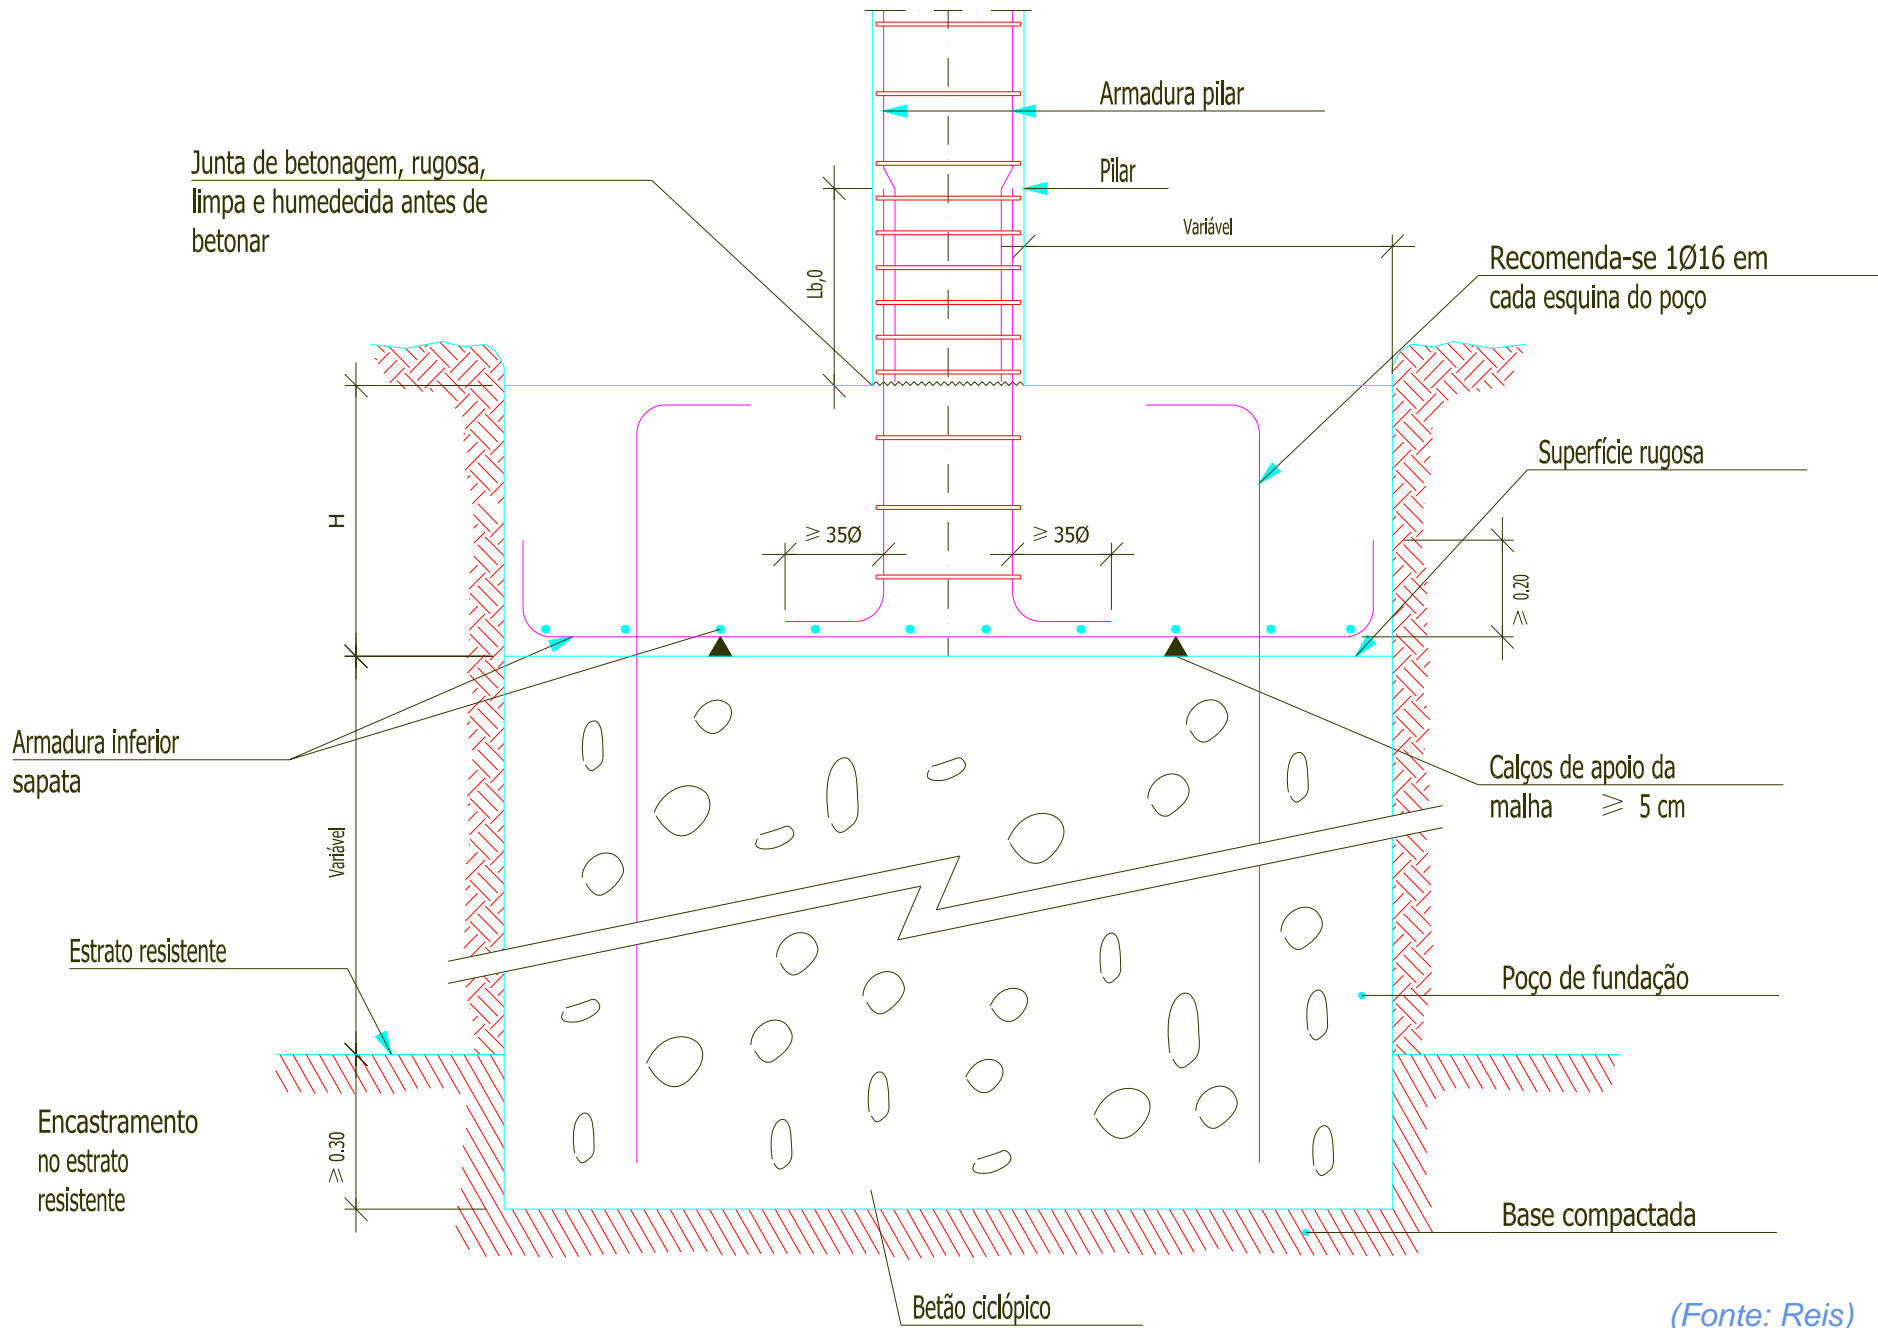 Armadura pilar
Junta de betonagem, rugosa,
limpa e humedecida antes de
betonar
Pilar
Variável
Lb,0
Recomenda-se 1Ø16 em
cada esquina do poço
Superfície rugosa
H
≥ 35Ø
≥ 35Ø
≥ 0.20
Armadura inferior
sapata
Calços de apoio da
malha ≥ 5 cm
Variável
Estrato resistente
Poço de fundação
Encastramento
no estrato
resistente
≥ 0.30
Base compactada
Betão ciclópico
(Fonte: Reis)